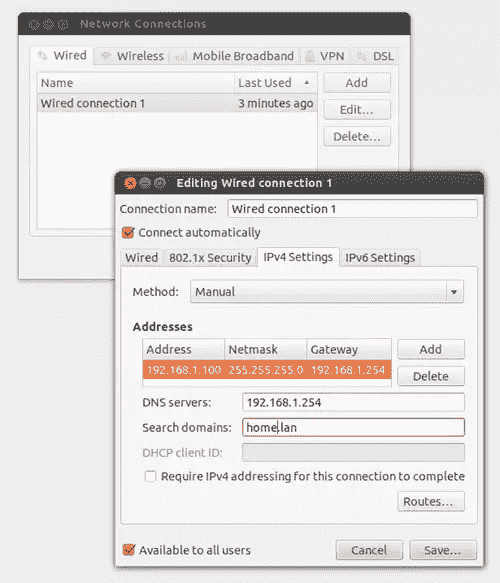 Network Connections
Wired Wireless Mobile Broadband VPN DSL
Name Last Used Add
Wired connection 1 3 minutes ago Edit...
Delete...
Editing Wired connection 1
Connection name: Wired connection 1
Connect automatically
Wired 802.1x Security IPv4 Settings IPv6 Settings
Method: Manual
Addresses
Address Netmask Gateway Add
192.168.1.100 255.255.255.0 192.168.1.254 Delete
DNS servers: 192.168.1.254
Search domains: home.lan
DHCP client ID:
Require IPv4 addressing for this connection to complete
Routes...
Available to all users Cancel Save...